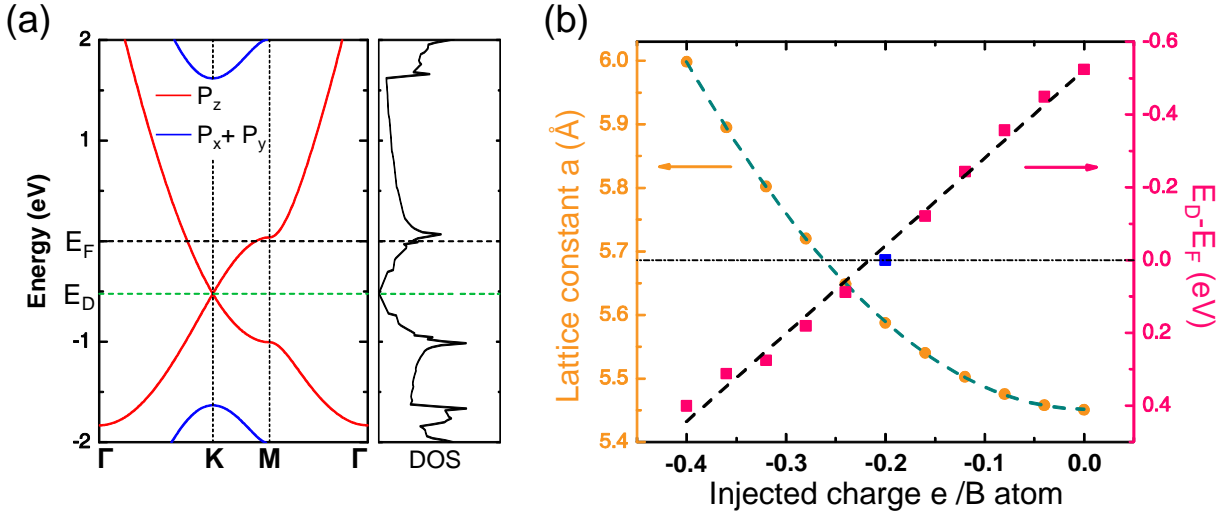 (a)
2
1
E_F
E_D
-1
-2
Energy (eV)
P_z
P_x+ P_y
Γ
K
M
Γ
DOS
(b)
6.0
5.9
5.8
5.7
5.6
5.5
5.4
Lattice constant a (Å)
-0.4
-0.3
-0.2
-0.1
0.0
Injected charge e /B atom
-0.6
-0.4
-0.2
0.0
0.2
0.4
E_D-E_F (eV)